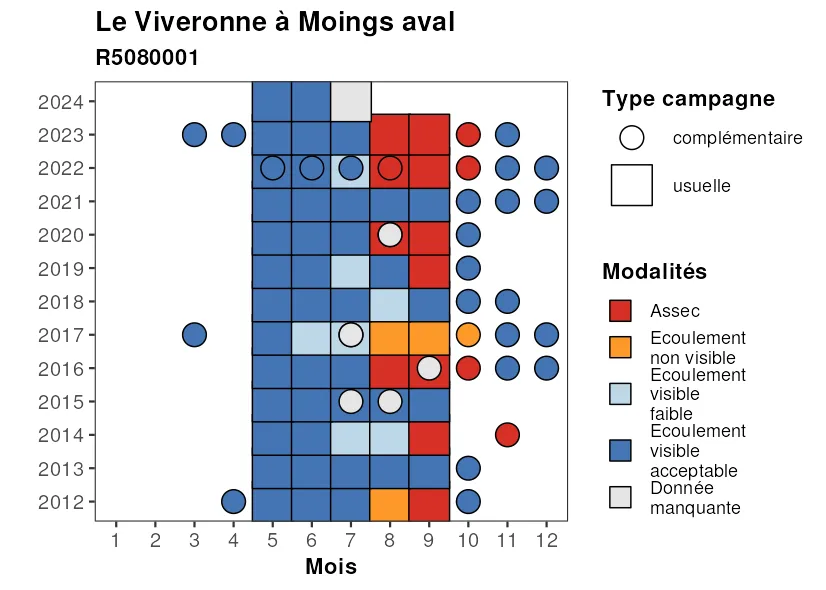 Le Viveronne à Moings aval
R5080001
2024
2023
2022
2021
2020
2019
2018
2017
2016
2015
2014
2013
2012
1 2 3 4 5 6 7 8 9 10 11 12
Mois
Type campagne
complémentaire
usuelle
Modalités
Assec
Ecoulement
non visible
Ecoulement
visible
faible
Ecoulement
visible
acceptable
Donnée
manquante